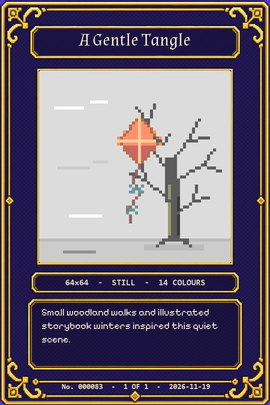 A Gentle Tangle
64x64 - STILL - 14 COLOURS
Small woodland walks and illustrated
storybook winters inspired this quiet
scene.
No. 000083 - 1 OF 1 - 2026-11-19